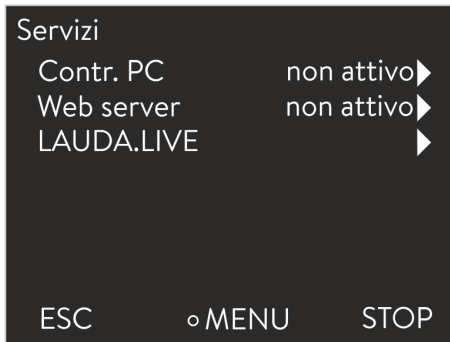 Servizi
Contr. PC non attivo
Web server non attivo
LAUDA.LIVE
ESC MENU STOP